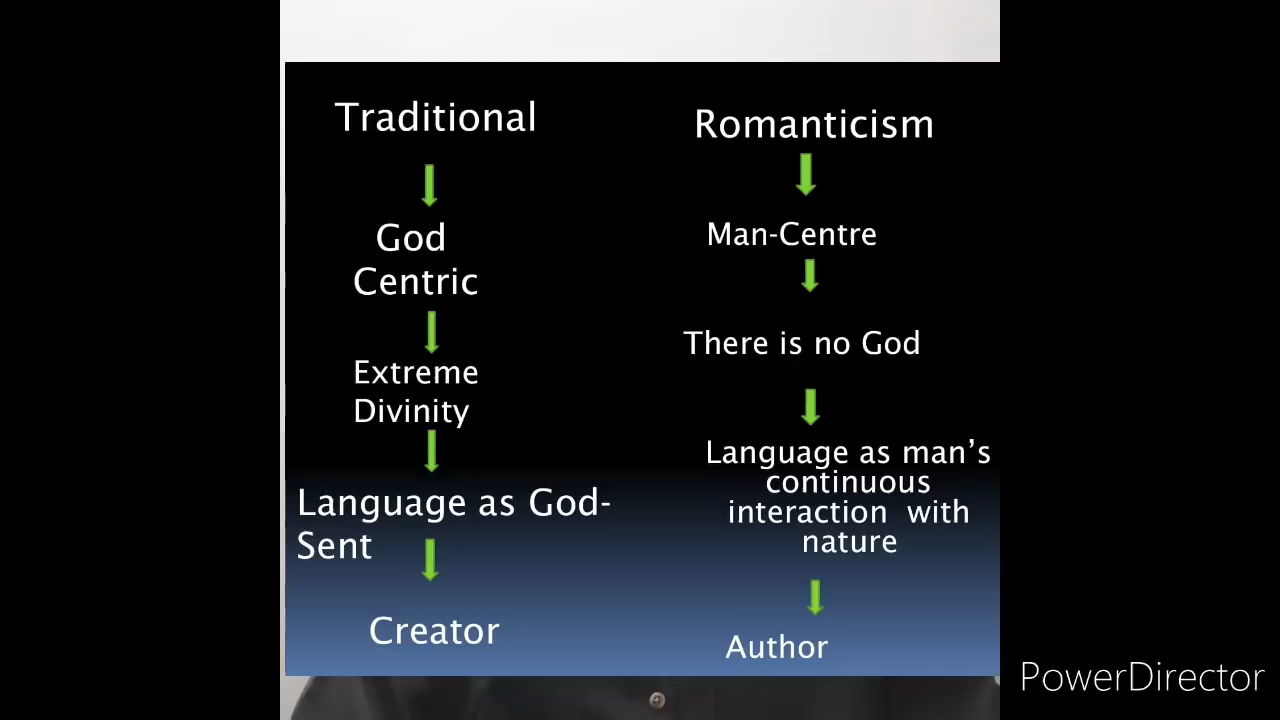 Traditional
God
Centric
Extreme
Divinity
Language as God-
Sent
Creator
Romanticism
Man-Centre
There is no God
Language as man’s
continuous
interaction with
nature
Author
PowerDirector